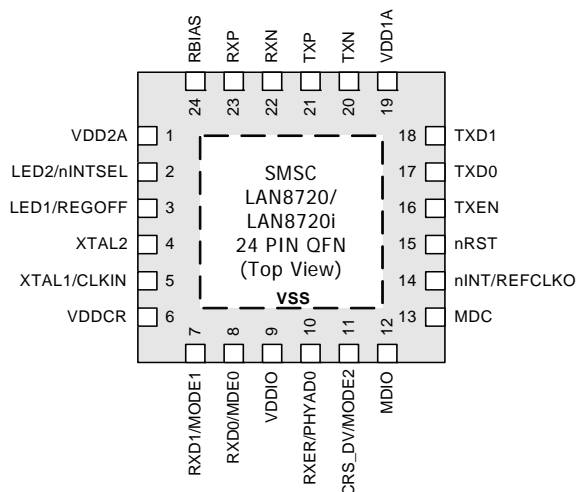 RBIAS
RXP
RXN
TXP
TXN
VDD1A
24
23
22
21
20
19
VDD2A 1
LED2/nINTSEL 2
LED1/REGOFF 3
XTAL2 4
XTAL1/CLKIN 5
VDDCR 6
SMSC
LAN8720/
LAN8720i
24 PIN QFN
(Top View)
VSS
18 TXD1
17 TXD0
16 TXEN
15 nRST
14 nINT/REFCLKO
13 MDC
7
8
9
10
11
12
RXD1/MODE1
RXD0/MDE0
VDDIO
RXER/PHYAD0
CRS_DV/MODE2
MDIO